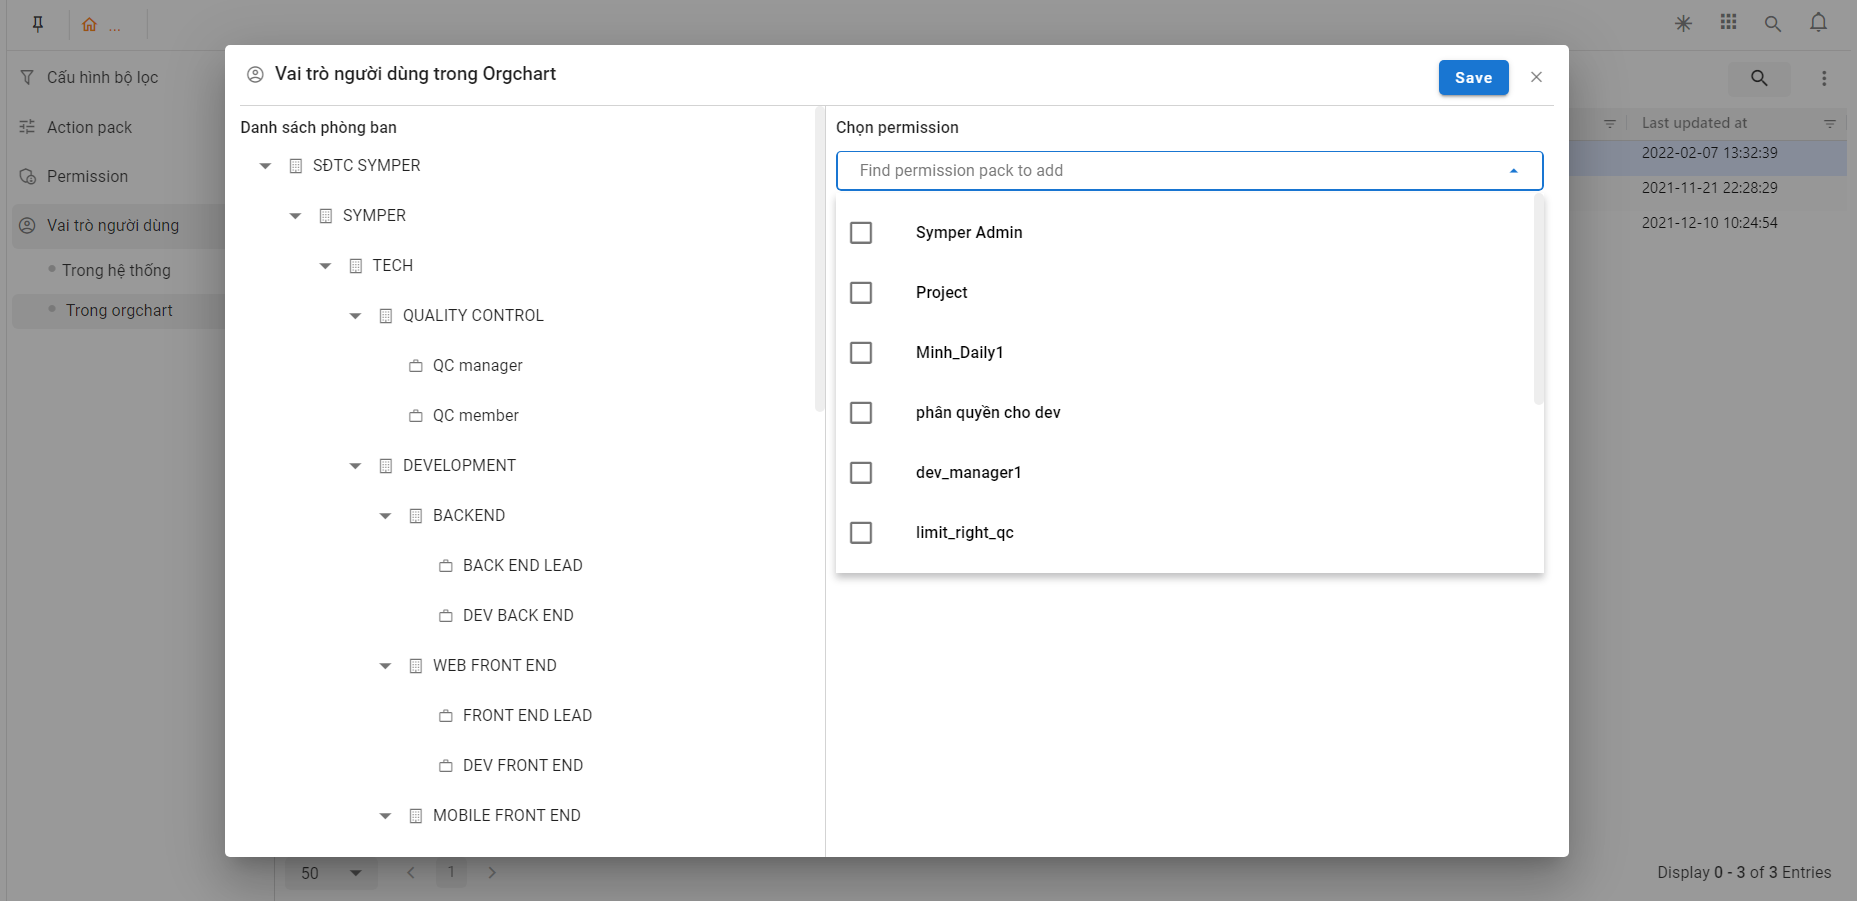 ...
Cấu hình bộ lọc
Action pack
Permission
Vai trò người dùng
Trong hệ thống
Trong orgchart
Vai trò người dùng trong Orgchart
Save
Danh sách phòng ban
SĐTC SYMPER
SYMPER
TECH
QUALITY CONTROL
QC manager
QC member
DEVELOPMENT
BACKEND
BACK END LEAD
DEV BACK END
WEB FRONT END
FRONT END LEAD
DEV FRONT END
MOBILE FRONT END
Chọn permission
Find permission pack to add
Symper Admin
Project
Minh_Daily1
phân quyền cho dev
dev_manager1
limit_right_qc
Last updated at
2022-02-07 13:32:39
2021-11-21 22:28:29
2021-12-10 10:24:54
50
1
Display 0 - 3 of 3 Entries